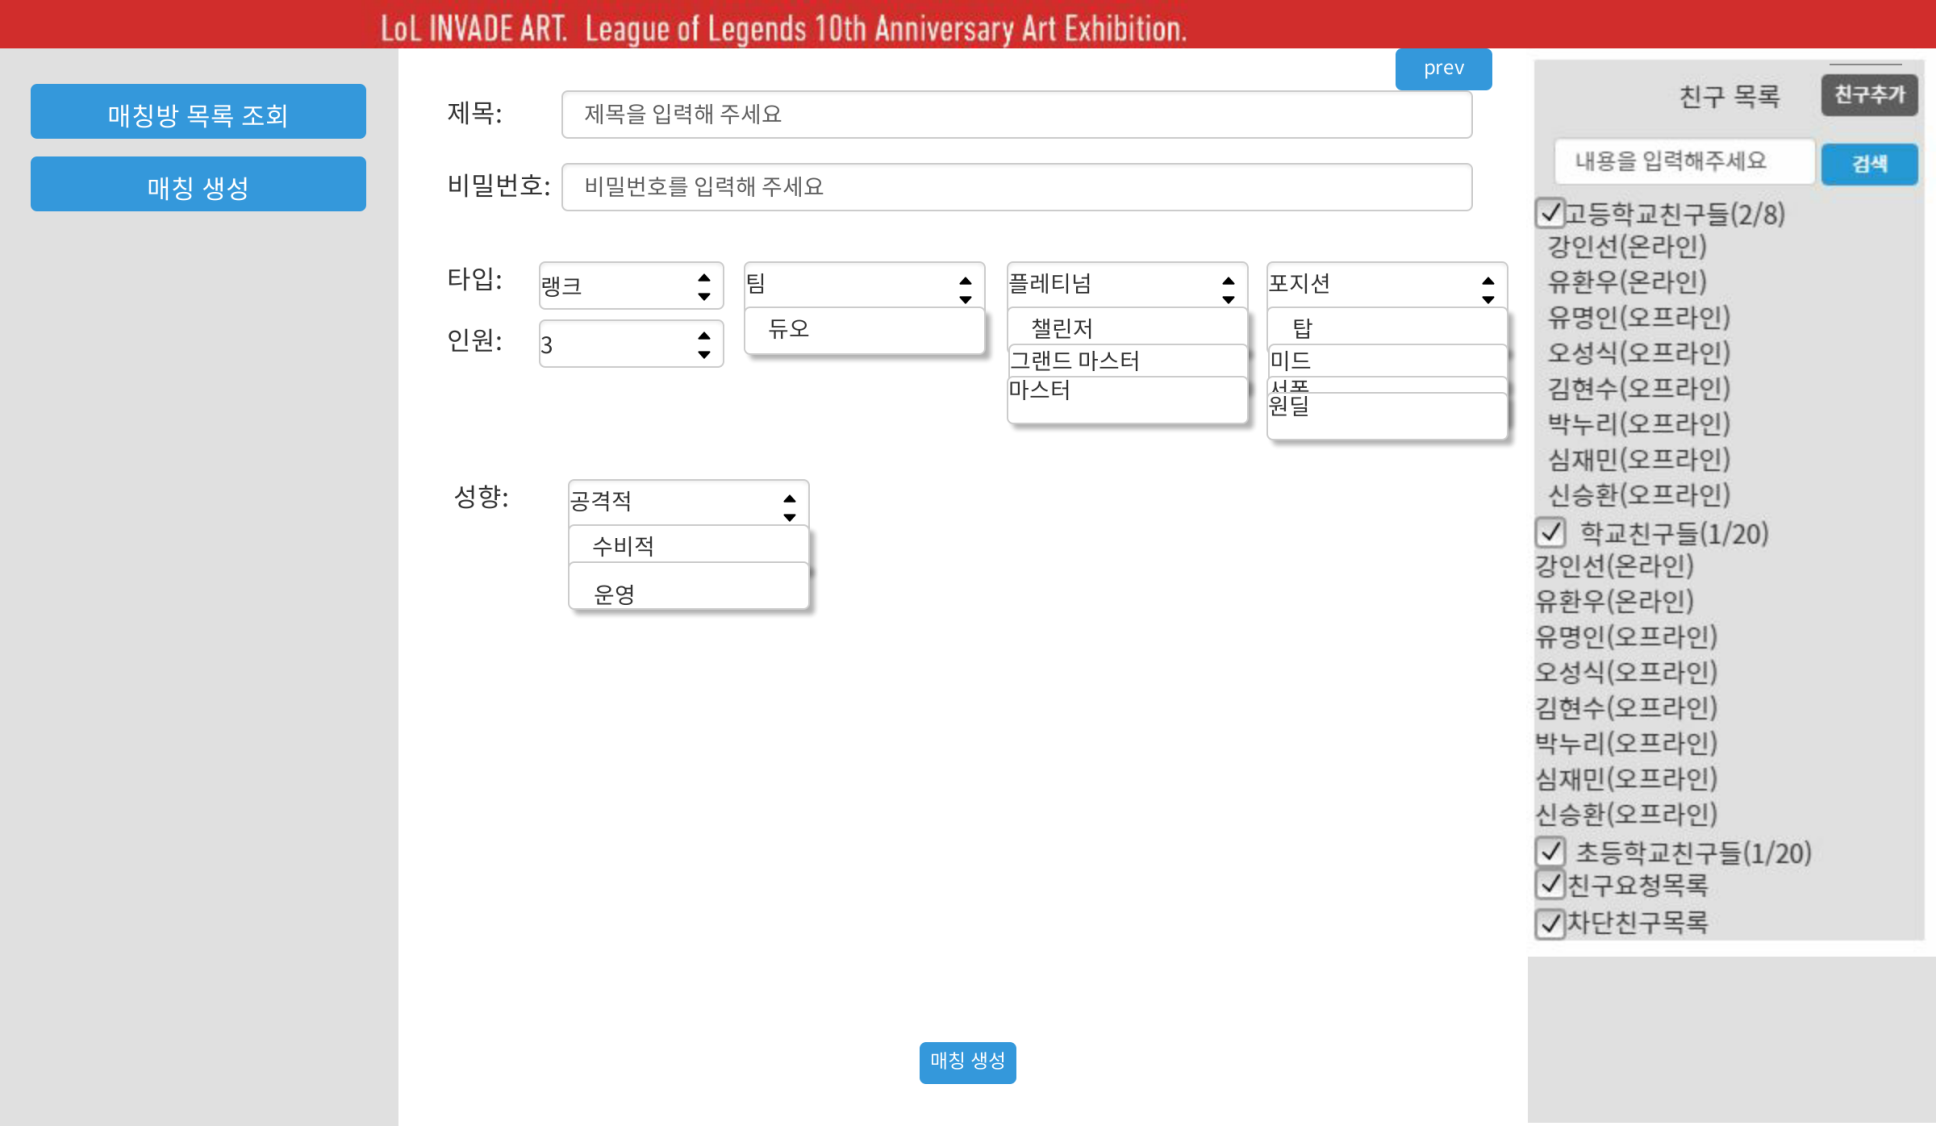 LoL INVADE ART. League of Legends 10th Anniversary Art Exhibition.
매칭방 목록 조회
매칭 생성
prev
제목:
제목을 입력해 주세요
비밀번호:
비밀번호를 입력해 주세요
타입:
랭크
팀
듀오
플레티넘
챌린저
그랜드 마스터
마스터
포지션
탑
미드
서폿
원딜
인원:
3
성향:
공격적
수비적
운영
매칭 생성
친구 목록
친구추가
내용을 입력해주세요
검색
고등학교친구들(2/8)
강인선(온라인)
유환우(온라인)
유명인(오프라인)
오성식(오프라인)
김현수(오프라인)
박누리(오프라인)
심재민(오프라인)
신승환(오프라인)
학교친구들(1/20)
강인선(온라인)
유환우(온라인)
유명인(오프라인)
오성식(오프라인)
김현수(오프라인)
박누리(오프라인)
심재민(오프라인)
신승환(오프라인)
초등학교친구들(1/20)
친구요청목록
차단친구목록